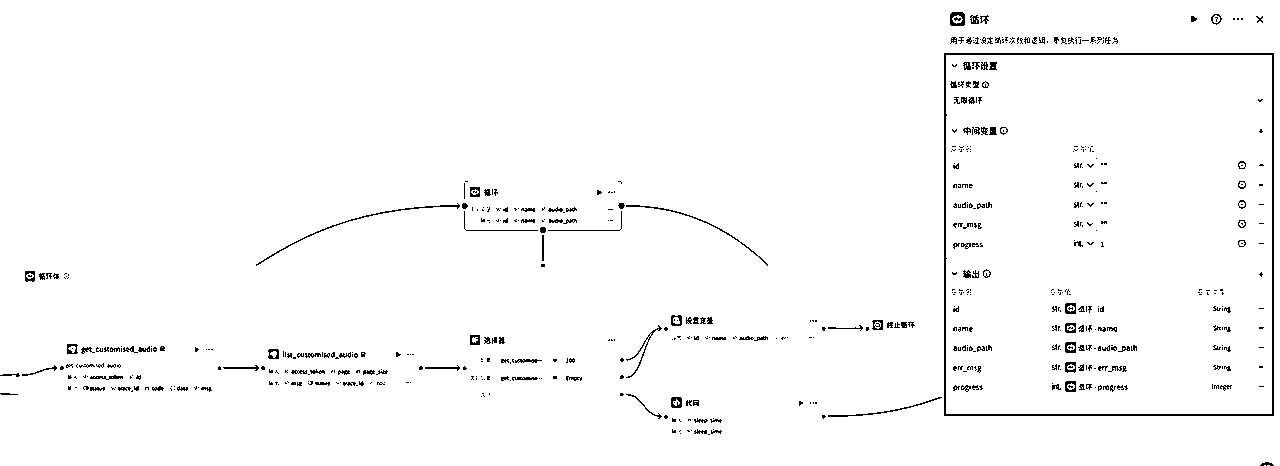 循环
用于通过设定循环次数和逻辑，重复执行一系列任务
循环设置
循环类型
无限循环
中间变量
变量名 变量值
id str. ""
name str. ""
audio_path str. ""
err_msg str. ""
progress int. 1
输出
变量名 变量值 变量类型
id str. 循环 - id String
name str. 循环 - name String
audio_path str. 循环 - audio_path String
err_msg str. 循环 - err_msg String
progress int. 循环 - progress Integer
循环
id name audio_path
id name audio_path
循环体
get_customised_audio
get_customised_audio
access_token id
trace_id code data msg
list_customised_audio
access_token page page_size
msg trace_id
选择器
get_customise... = 100
get_customise... = Empty
设置变量
id name audio_path
终止循环
代码
sleep_time
sleep_time